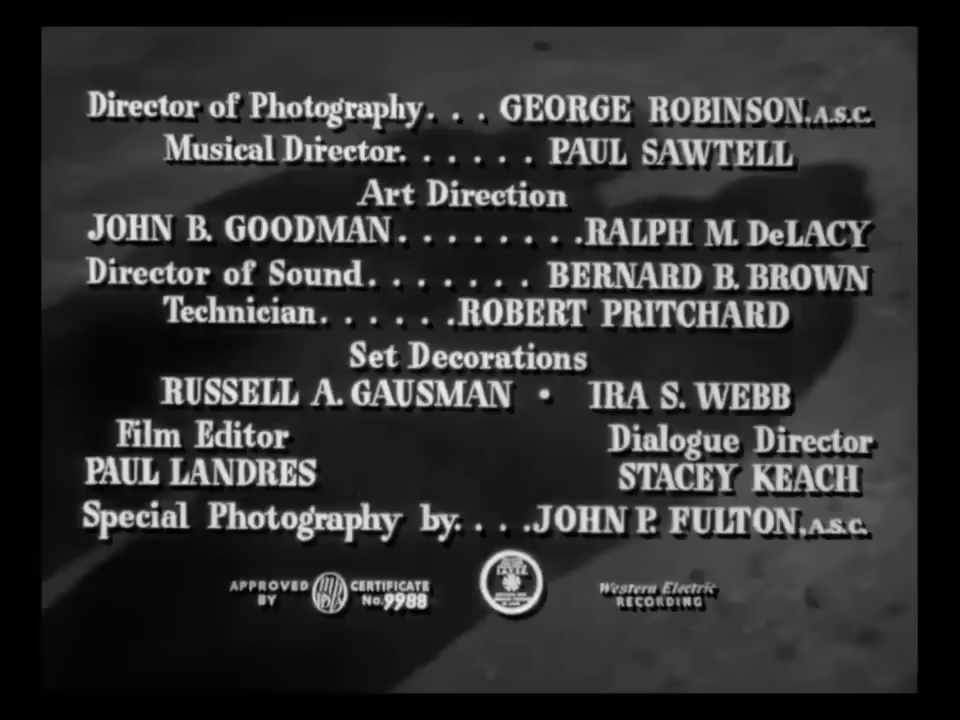 Director of Photography. . . GEORGE ROBINSON, A.S.C.
Musical Director. . . . . . PAUL SAWTELL
Art Direction
JOHN B. GOODMAN . . . . . . . . RALPH M. DeLACY
Director of Sound . . . . . . . BERNARD B. BROWN
Technician . . . . . . ROBERT PRITCHARD
Set Decorations
RUSSELL A. GAUSMAN • IRA S. WEBB
Film Editor Dialogue Director
PAUL LANDRES STACEY KEACH
Special Photography by. . . . JOHN P. FULTON, A.S.C.
APPROVED BY CERTIFICATE No. 9988
Western Electric
RECORDING